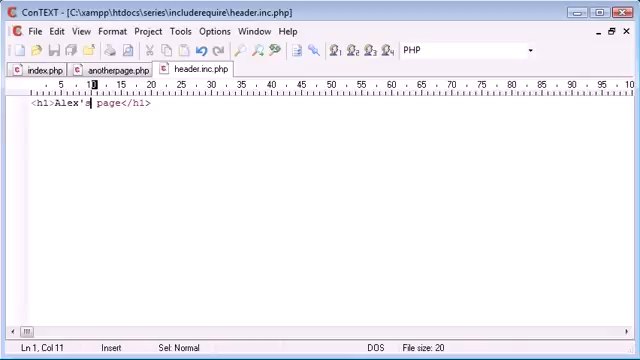 ConTEXT - [C:\xampp\htdocs\series\includerequire\header.inc.php]
File Edit View Project Format Tools Options Window Help
PHP
index.php anotherpage.php header.inc.php
5 10 15 20 25 30 35 40 45 50 55 60 65 70 75 80 85 90 95 100
<h1>Alex's page</h1>
Ln 1, Col 11 Insert Sel: Normal DOS File size: 20